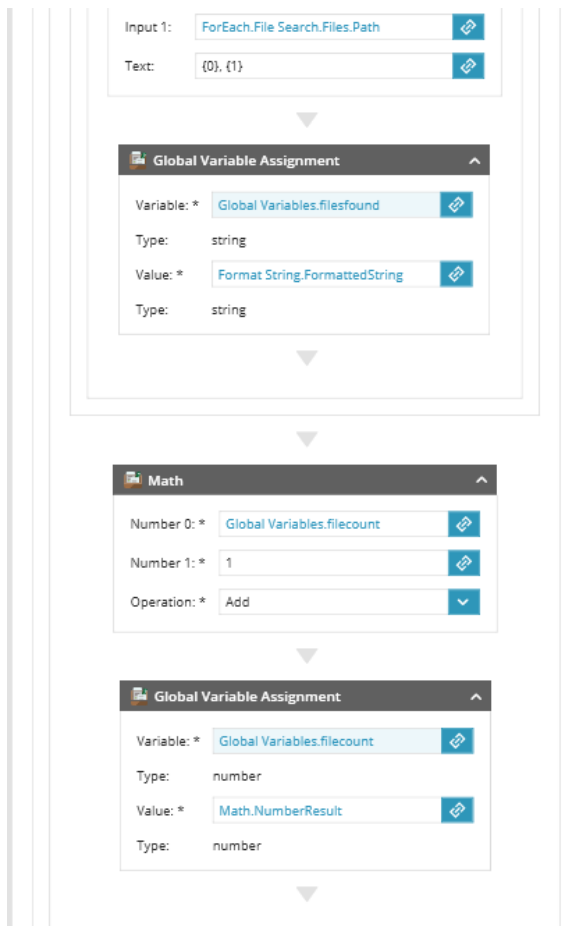 Input 1: ForEach.File Search.Files.Path
Text: {0}, {1}
Global Variable Assignment
Variable: * Global Variables.filesfound
Type: string
Value: * Format String.FormattedString
Type: string
Math
Number 0: * Global Variables.filecount
Number 1: * 1
Operation: * Add
Global Variable Assignment
Variable: * Global Variables.filecount
Type: number
Value: * Math.NumberResult
Type: number